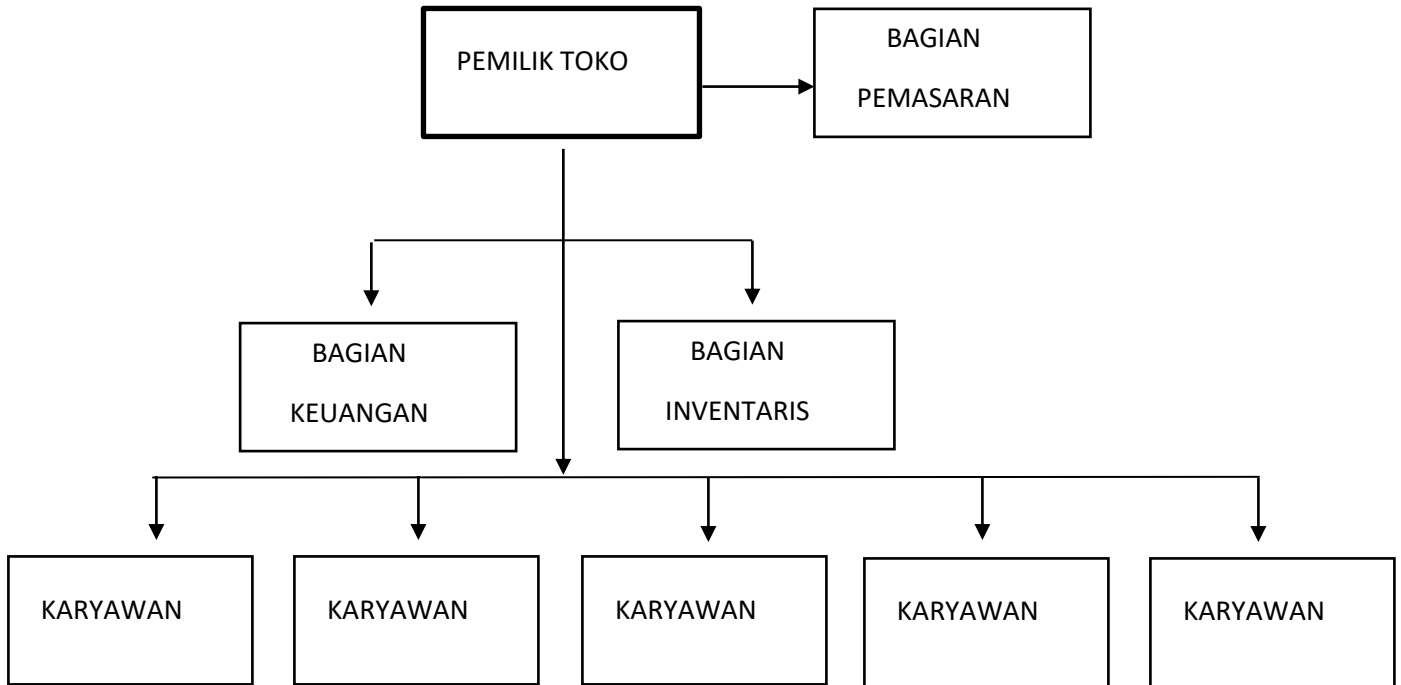 PEMILIK TOKO
BAGIAN
PEMASARAN
BAGIAN
KEUANGAN
BAGIAN
INVENTARIS
KARYAWAN
KARYAWAN
KARYAWAN
KARYAWAN
KARYAWAN